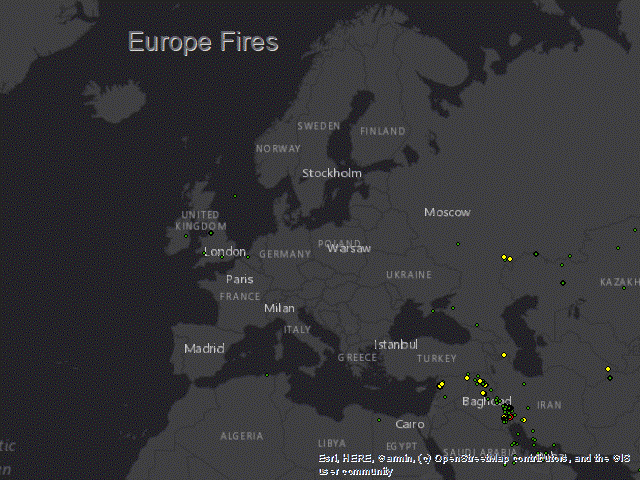 Europe Fires
SWEDEN
FINLAND
NORWAY
Stockholm
UNITED
KINGDOM
Moscow
London
POLAND
Warsaw
GERMANY
Paris
UKRAINE
KAZAKH
FRANCE
Milan
ITALY
Istanbul
Madrid
GREECE
TURKEY
Baghdad
IRAN
Cairo
ALGERIA
LIBYA
EGYPT
SAUDI ARABIA
tic
an
Esri, HERE, Garmin, (c) OpenStreetMap contributors, and the GIS
user community